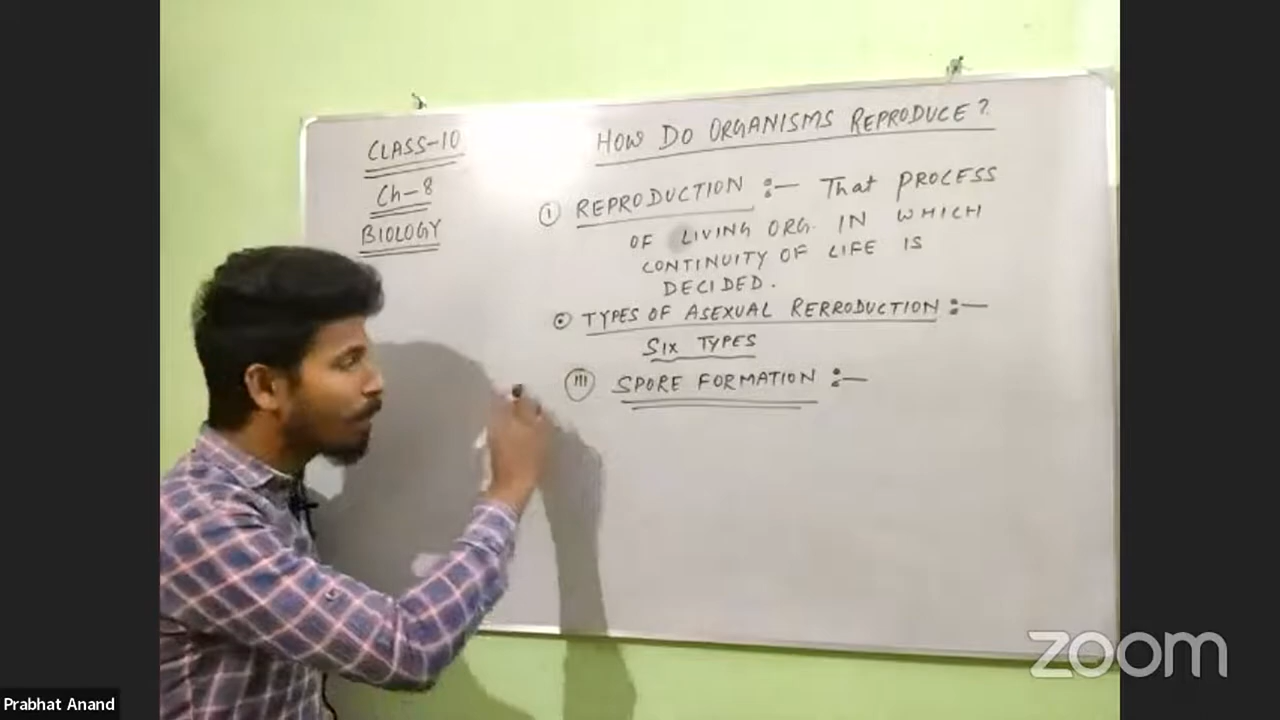 CLASS-10
Ch-8
BIOLOGY
HOW DO ORGANISMS REPRODUCE?
I REPRODUCTION :- That PROCESS
OF LIVING ORG. IN WHICH
CONTINUITY OF LIFE IS
DECIDED.
TYPES OF ASEXUAL RERRODUCTION :-
SIX TYPES
III SPORE FORMATION :-
zoom
Prabhat Anand